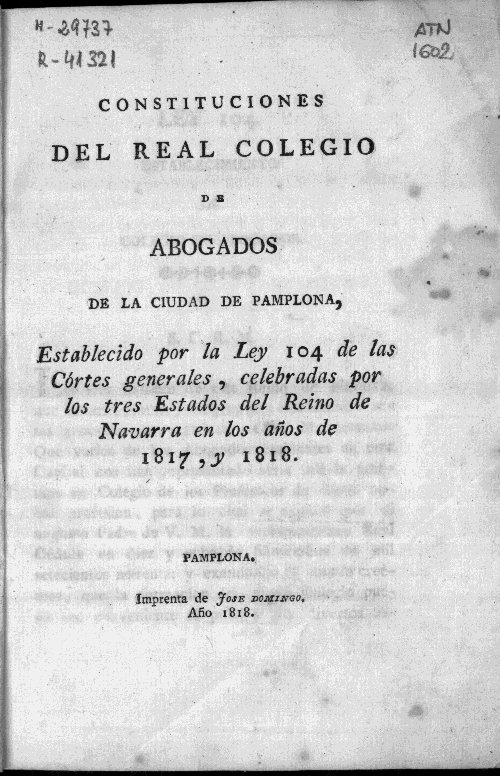 H-29737
R-41321
ATN
1602
CONSTITUCIONES
DEL REAL COLEGIO
DE
ABOGADOS
DE LA CIUDAD DE PAMPLONA,
Establecido por la Ley 104 de las
Córtes generales, celebradas por
los tres Estados del Reino de
Navarra en los años de
1817, y 1818.
PAMPLONA.
Imprenta de JOSE DOMINGO.
Año 1818.